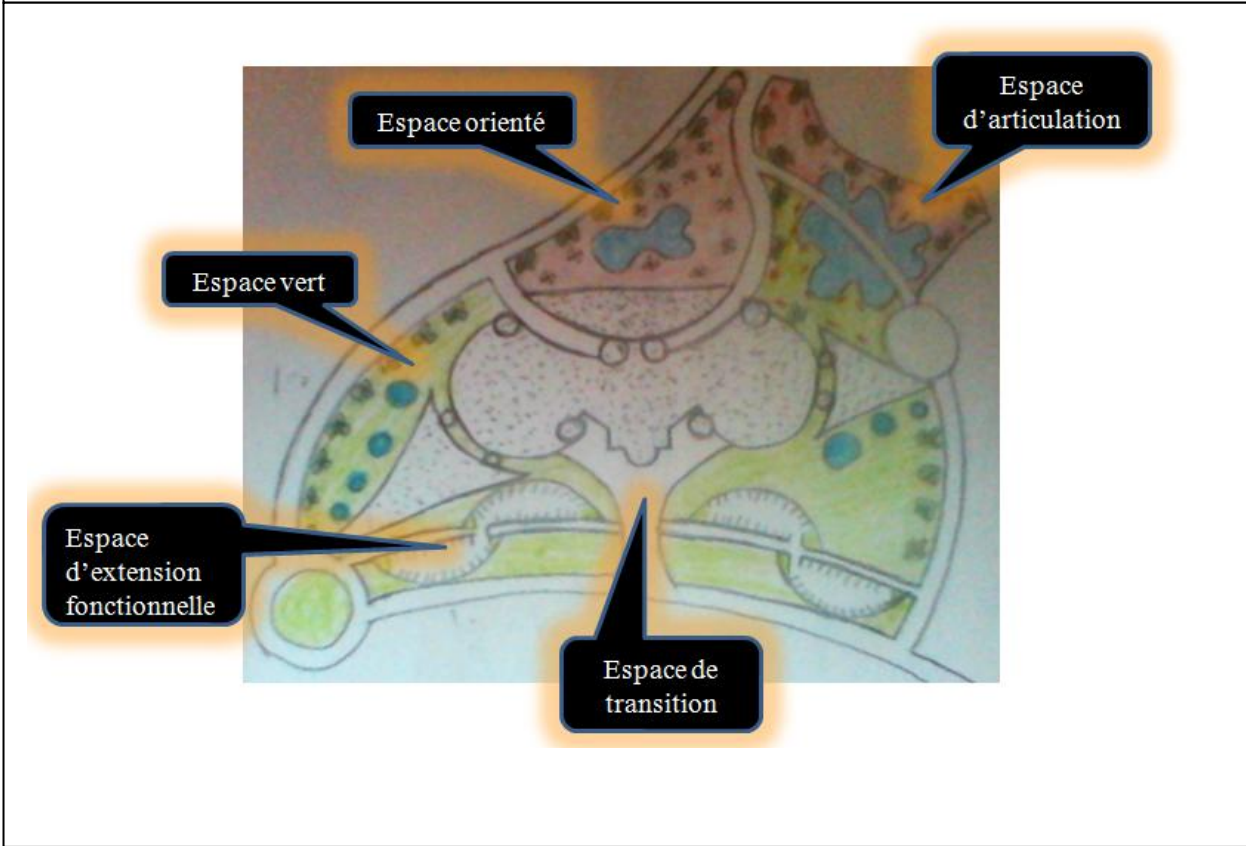 Espace
d’articulation
Espace orienté
Espace vert
Espace
d’extension
fonctionnelle
Espace de
transition